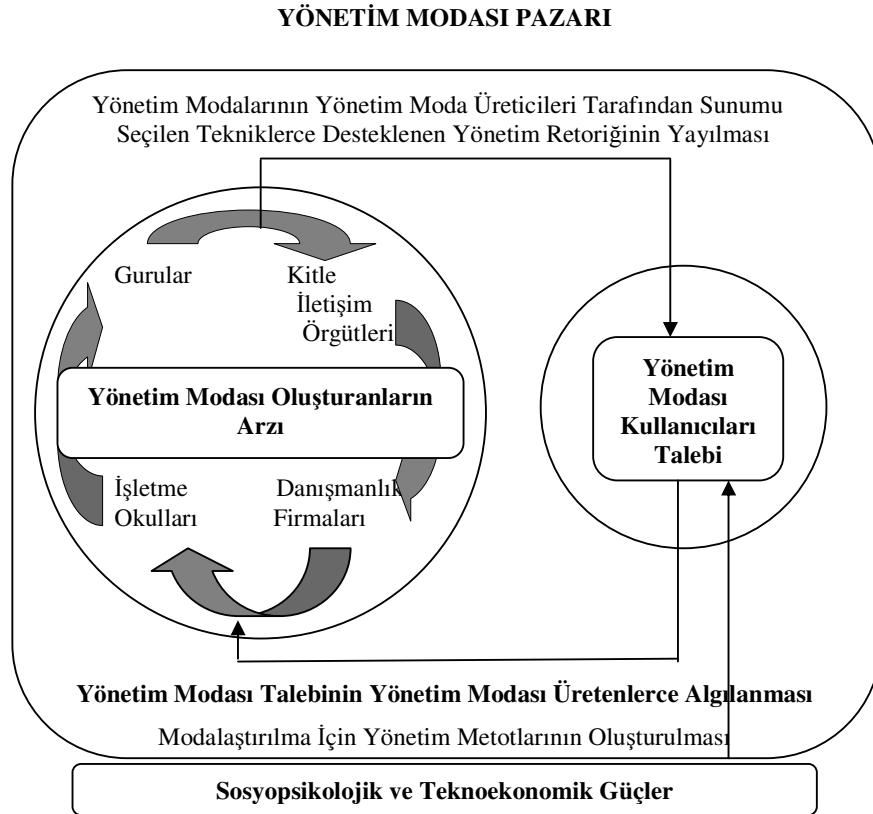 YÖNETİM MODASI PAZARI
Yönetim Modalarının Yönetim Moda Üreticileri Tarafından Sunumu
Seçilen Tekniklerce Desteklenen Yönetim Retoriğinin Yayılması
Gurular
Kitle
İletişim
Örgütleri
Yönetim Modası Oluşturanların
Arzı
İşletme
Okulları
Danışmanlık
Firmaları
Yönetim
Modası
Kullanıcıları
Talebi
Yönetim Modası Talebinin Yönetim Modası Üretenlerce Algılanması
Modalaştırılma İçin Yönetim Metotlarının Oluşturulması
Sosyopsikolojik ve Teknoekonomik Güçler